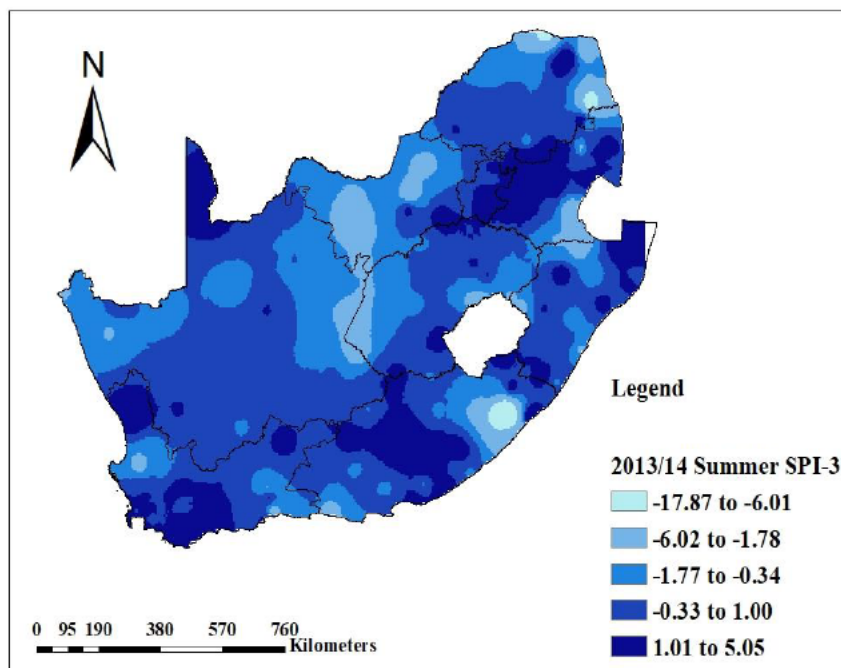 N
Legend
2013/14 Summer SPI-3
-17.87 to -6.01
-6.02 to -1.78
-1.77 to -0.34
-0.33 to 1.00
1.01 to 5.05
0 95 190 380 570 760
Kilometers